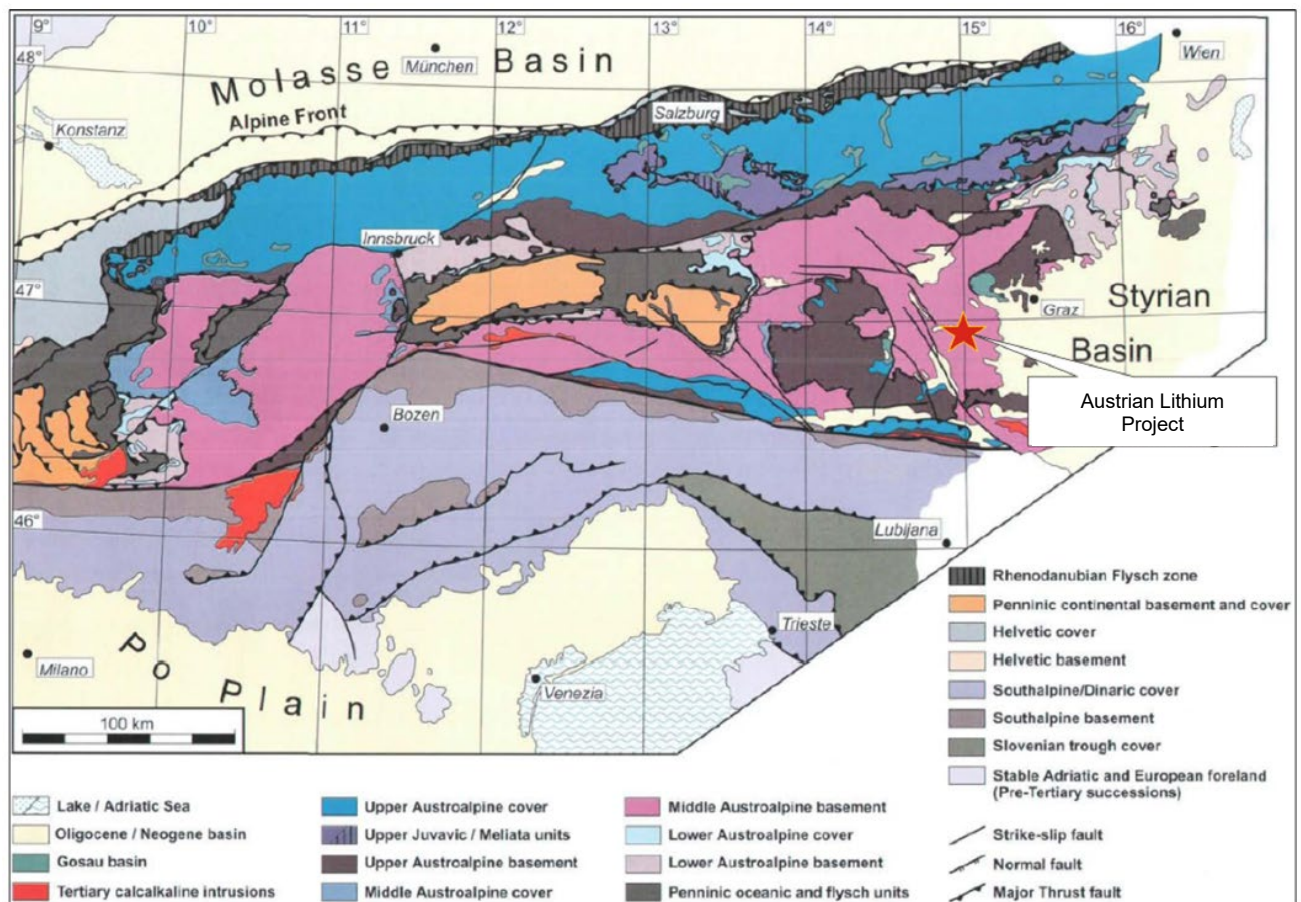 9° 10° 11° 12° 13° 14° 15° 16°
48°
Wien
Molasse Basin
München
Alpine Front
Konstanz
Salzburg
Innsbruck
47°
Styrian
Graz
Basin
Austrian Lithium
Project
Bozen
46°
Lubijana
Trieste
Milano
Po Plain
Venezia
100 km
Rhenodanubian Flysch zone
Penninic continental basement and cover
Helvetic cover
Helvetic basement
Southalpine/Dinaric cover
Southalpine basement
Slovenian trough cover
Stable Adriatic and European foreland
(Pre-Tertiary successions)
Lake / Adriatic Sea
Oligocene / Neogene basin
Gosau basin
Tertiary calcalkaline intrusions
Upper Austroalpine cover
Upper Juvavic / Meliata units
Upper Austroalpine basement
Middle Austroalpine cover
Middle Austroalpine basement
Lower Austroalpine cover
Lower Austroalpine basement
Penninic oceanic and flysch units
Strike-slip fault
Normal fault
Major Thrust fault